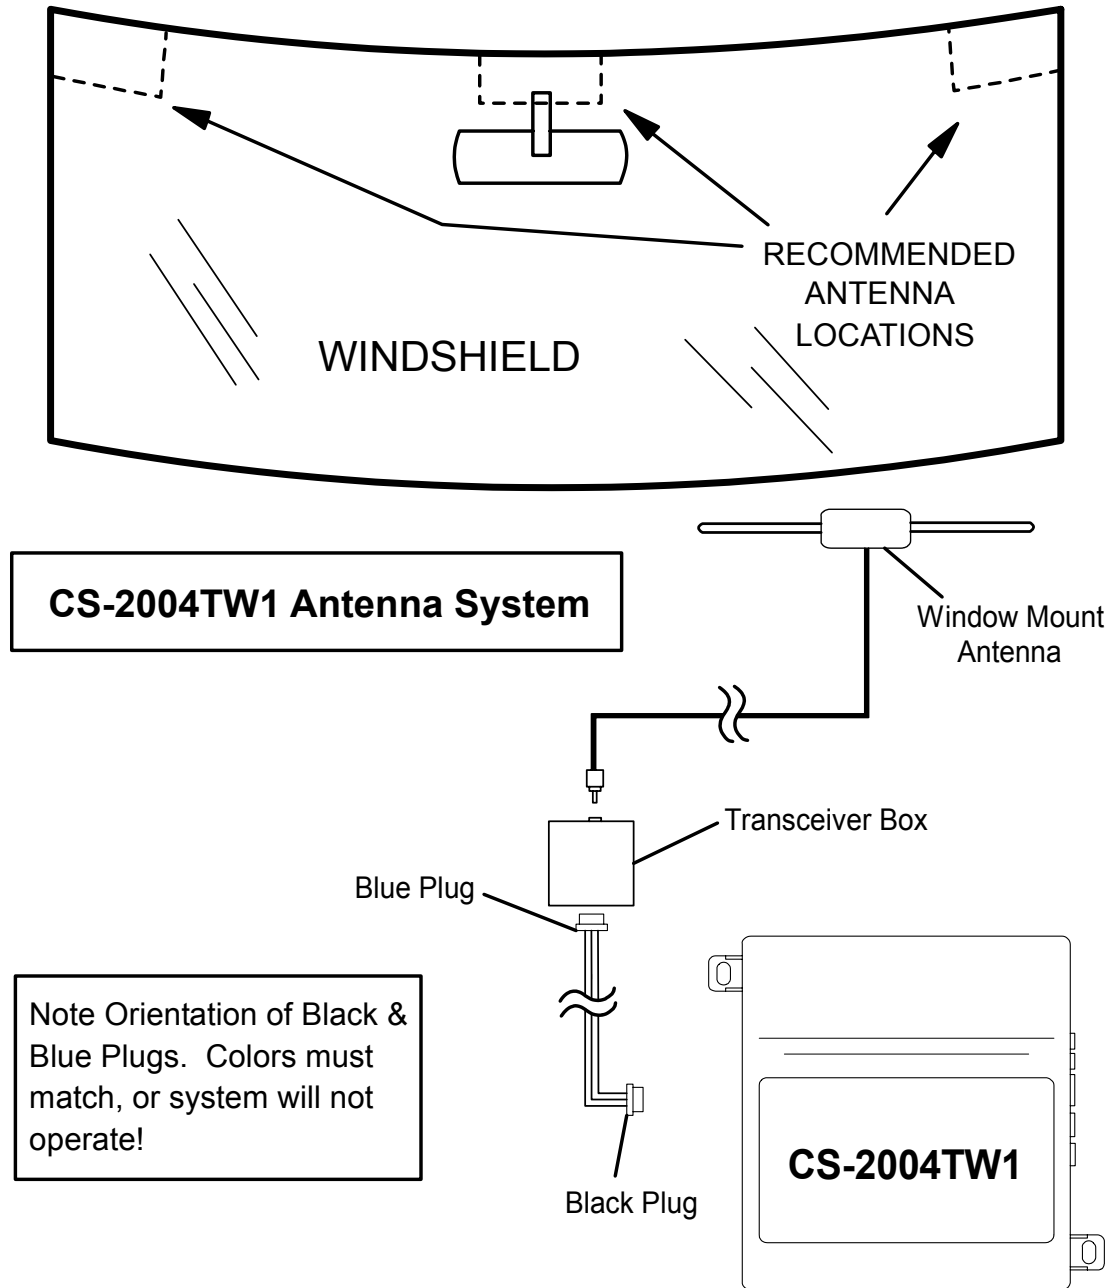 RECOMMENDED
ANTENNA
LOCATIONS
WINDSHIELD
CS-2004TW1 Antenna System
Window Mount
Antenna
Transceiver Box
Blue Plug
Note Orientation of Black &
Blue Plugs.  Colors must
match, or system will not
operate!
CS-2004TW1
Black Plug